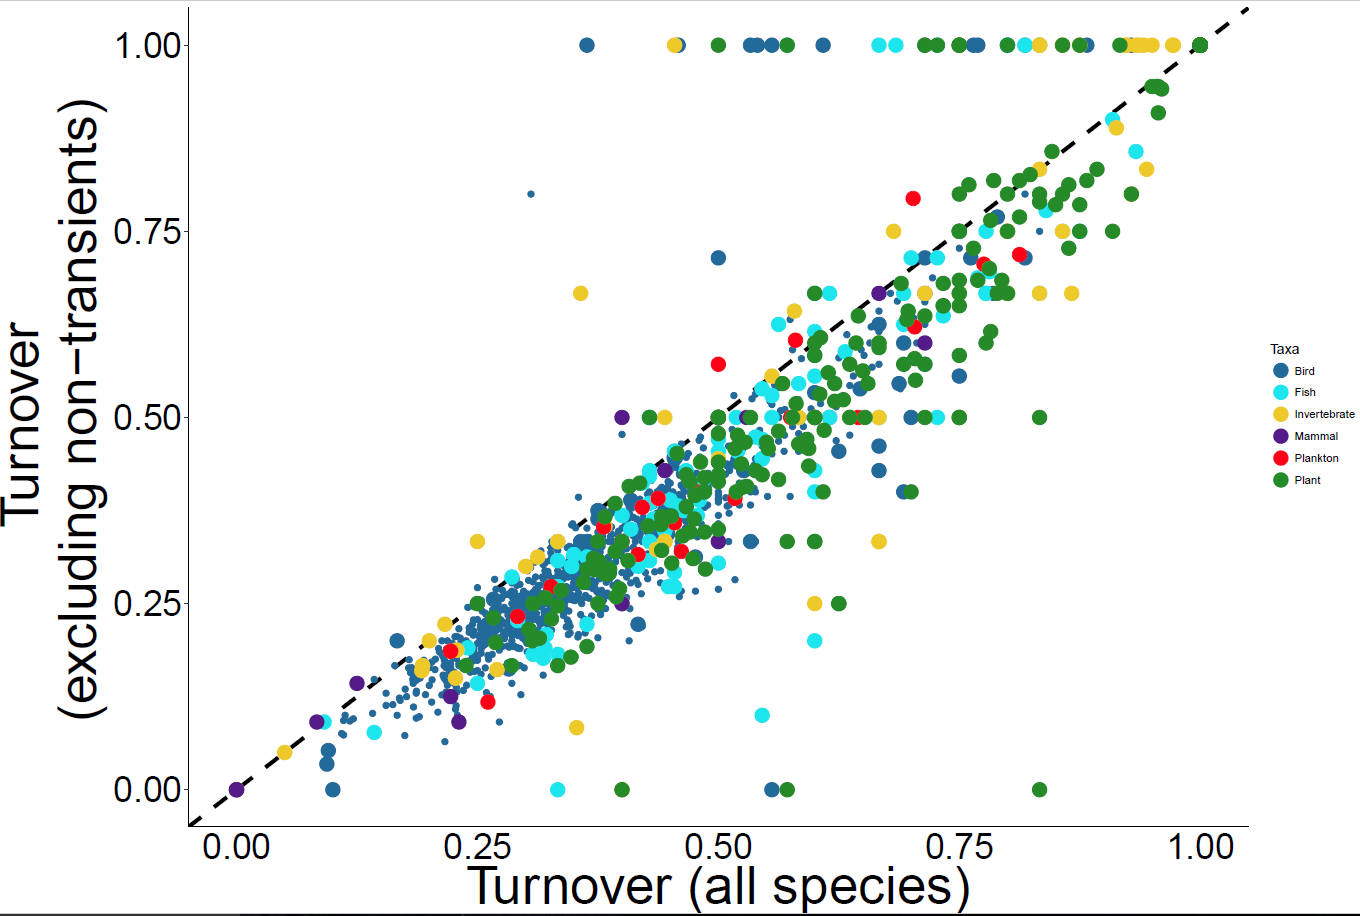 Turnover
(excluding non−transients)
1.00
0.75
0.50
0.25
0.00
0.00 0.25 0.50 0.75 1.00
Turnover (all species)
Taxa
Bird
Fish
Invertebrate
Mammal
Plankton
Plant